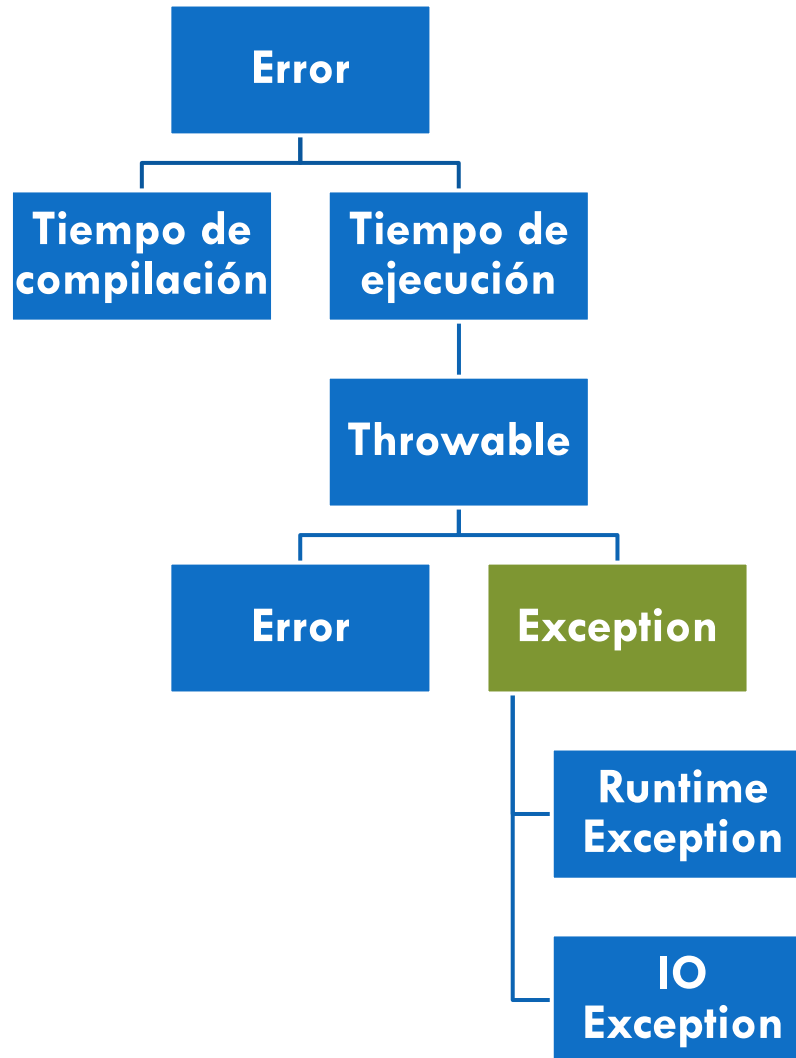 Error
Tiempo de
compilación
Tiempo de
ejecución
Throwable
Error
Exception
Runtime
Exception
IO
Exception